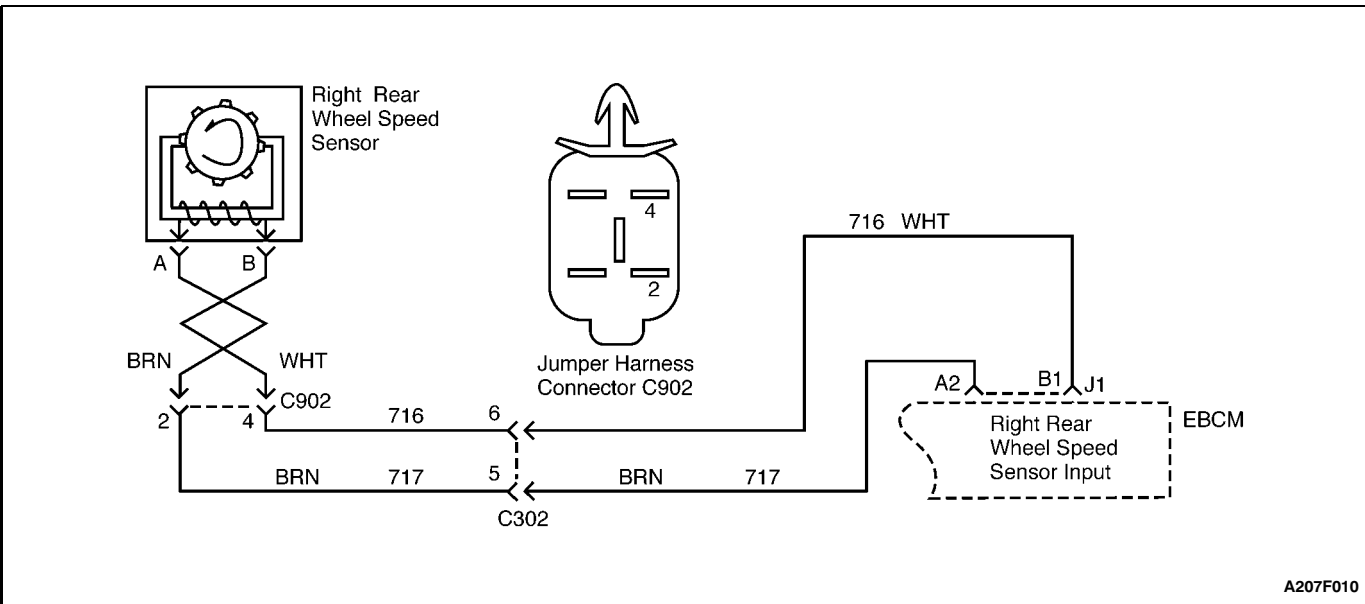 Right Rear
Wheel Speed
Sensor
A
B
BRN
WHT
C902
2
4
4
2
Jumper Harness
Connector C902
716
6
BRN
717
5
C302
BRN
717
716 WHT
A2
B1
J1
Right Rear
Wheel Speed
Sensor Input
EBCM
A207F010